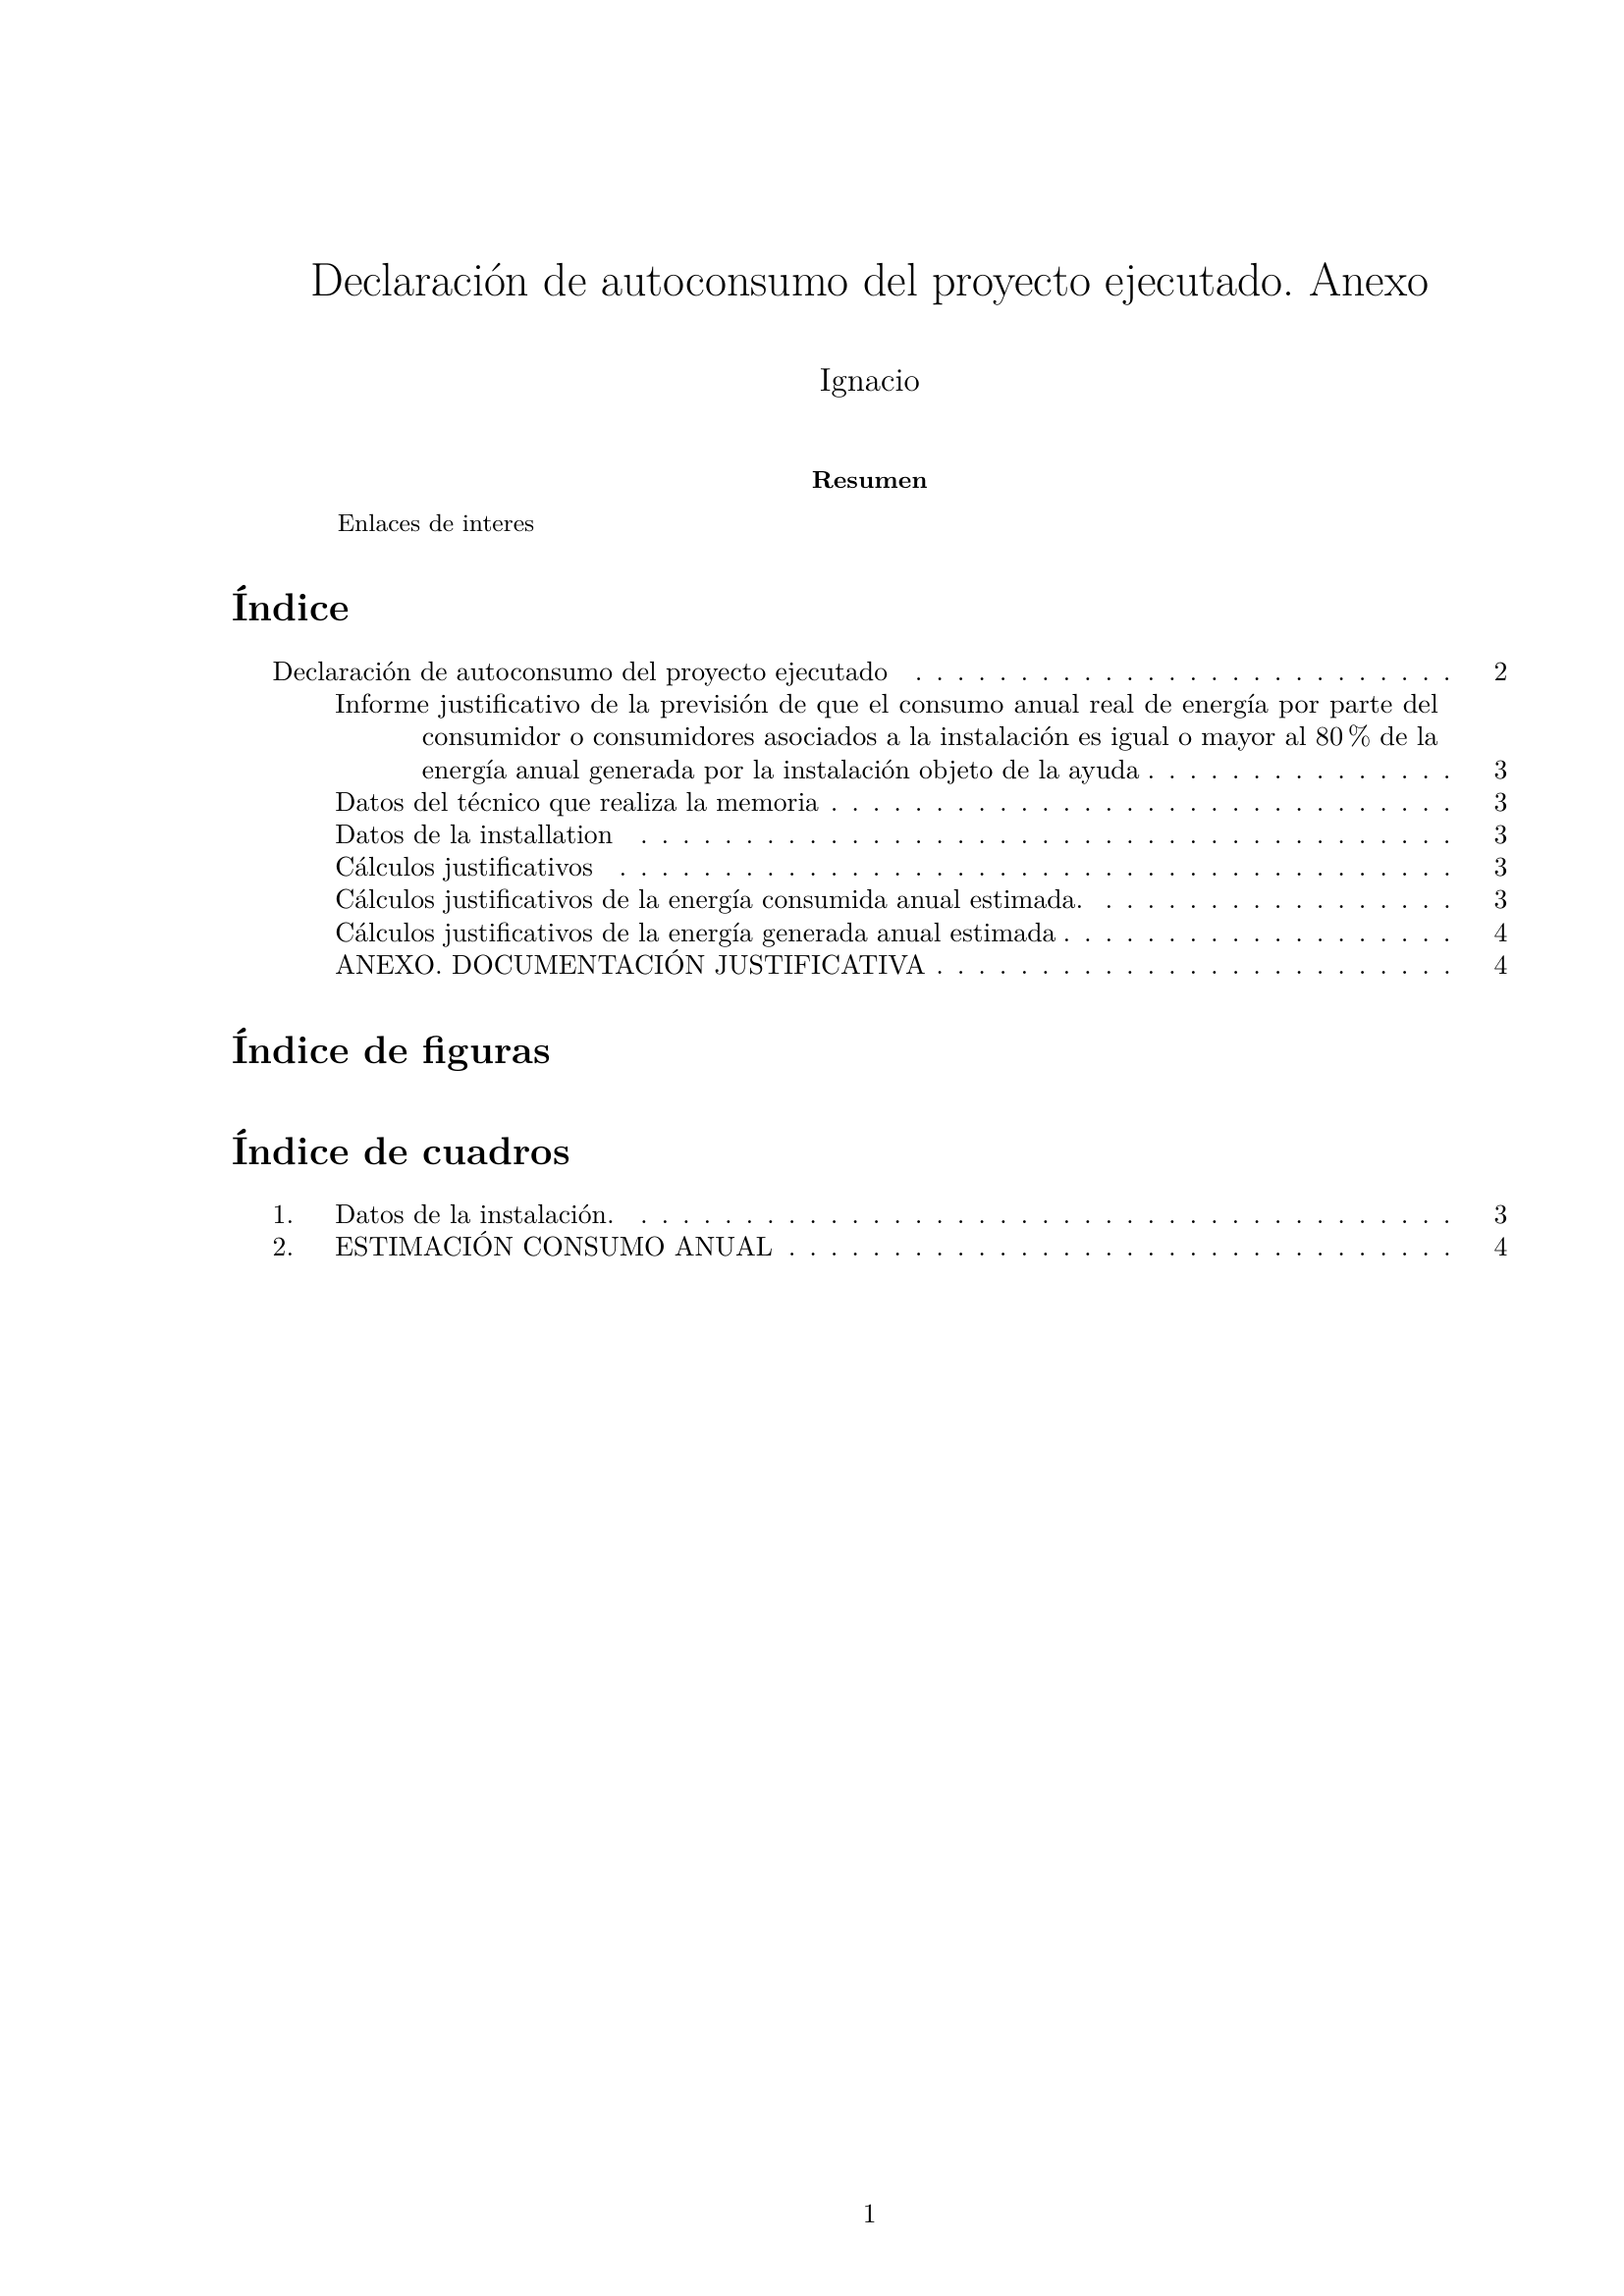 Declaración de autoconsumo del proyecto ejecutado. Anexo
Ignacio
Resumen
Enlaces de interes
Índice
Declaración de autoconsumo del proyecto ejecutado . . . . . . . . . . . . . . . . . . . . . . . . . . 2
Informe justificativo de la previsión de que el consumo anual real de energía por parte del
consumidor o consumidores asociados a la instalación es igual o mayor al 80 % de la
energía anual generada por la instalación objeto de la ayuda . . . . . . . . . . . . . . . 3
Datos del técnico que realiza la memoria . . . . . . . . . . . . . . . . . . . . . . . . . . . . . . 3
Datos de la installation . . . . . . . . . . . . . . . . . . . . . . . . . . . . . . . . . . . . . . . 3
Cálculos justificativos . . . . . . . . . . . . . . . . . . . . . . . . . . . . . . . . . . . . . . . . 3
Cálculos justificativos de la energía consumida anual estimada. . . . . . . . . . . . . . . . . . 3
Cálculos justificativos de la energía generada anual estimada . . . . . . . . . . . . . . . . . . . 4
ANEXO. DOCUMENTACIÓN JUSTIFICATIVA . . . . . . . . . . . . . . . . . . . . . . . . . 4
Índice de figuras
Índice de cuadros
1. Datos de la instalación. . . . . . . . . . . . . . . . . . . . . . . . . . . . . . . . . . . . . . . . 3
2. ESTIMACIÓN CONSUMO ANUAL . . . . . . . . . . . . . . . . . . . . . . . . . . . . . . . . 4
1